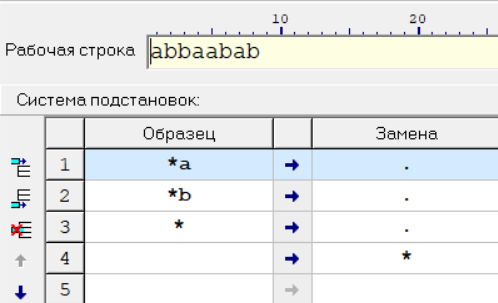 10 20
Рабочая строка abbaabab
Система подстановок:
Образец Замена
1 *a → .
2 *b → .
3 * → .
4 → *
5 →